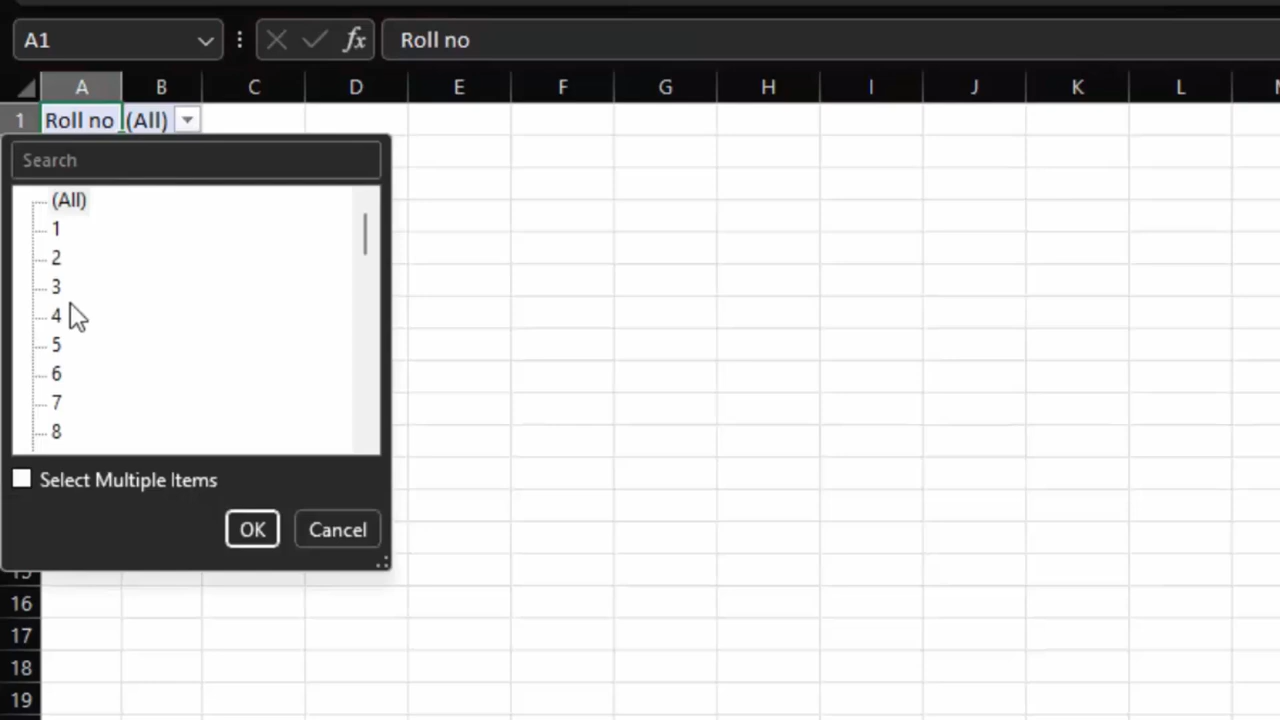 A1 fx Roll no
A B C D E F G H I J K L
1 Roll no (All)
Search
(All)
1
2
3
4
5
6
7
8
Select Multiple Items
OK Cancel
16
17
18
19